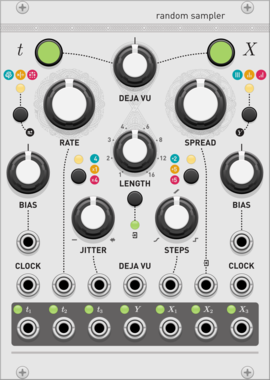 random sampler
t X
DEJA VU
RATE SPREAD
4 .6
3 8
2 12
1 16
LENGTH
BIAS BIAS
JITTER STEPS
CLOCK DEJA VU CLOCK
t₁ t₂ t₃ Y X₁ X₂ X₃